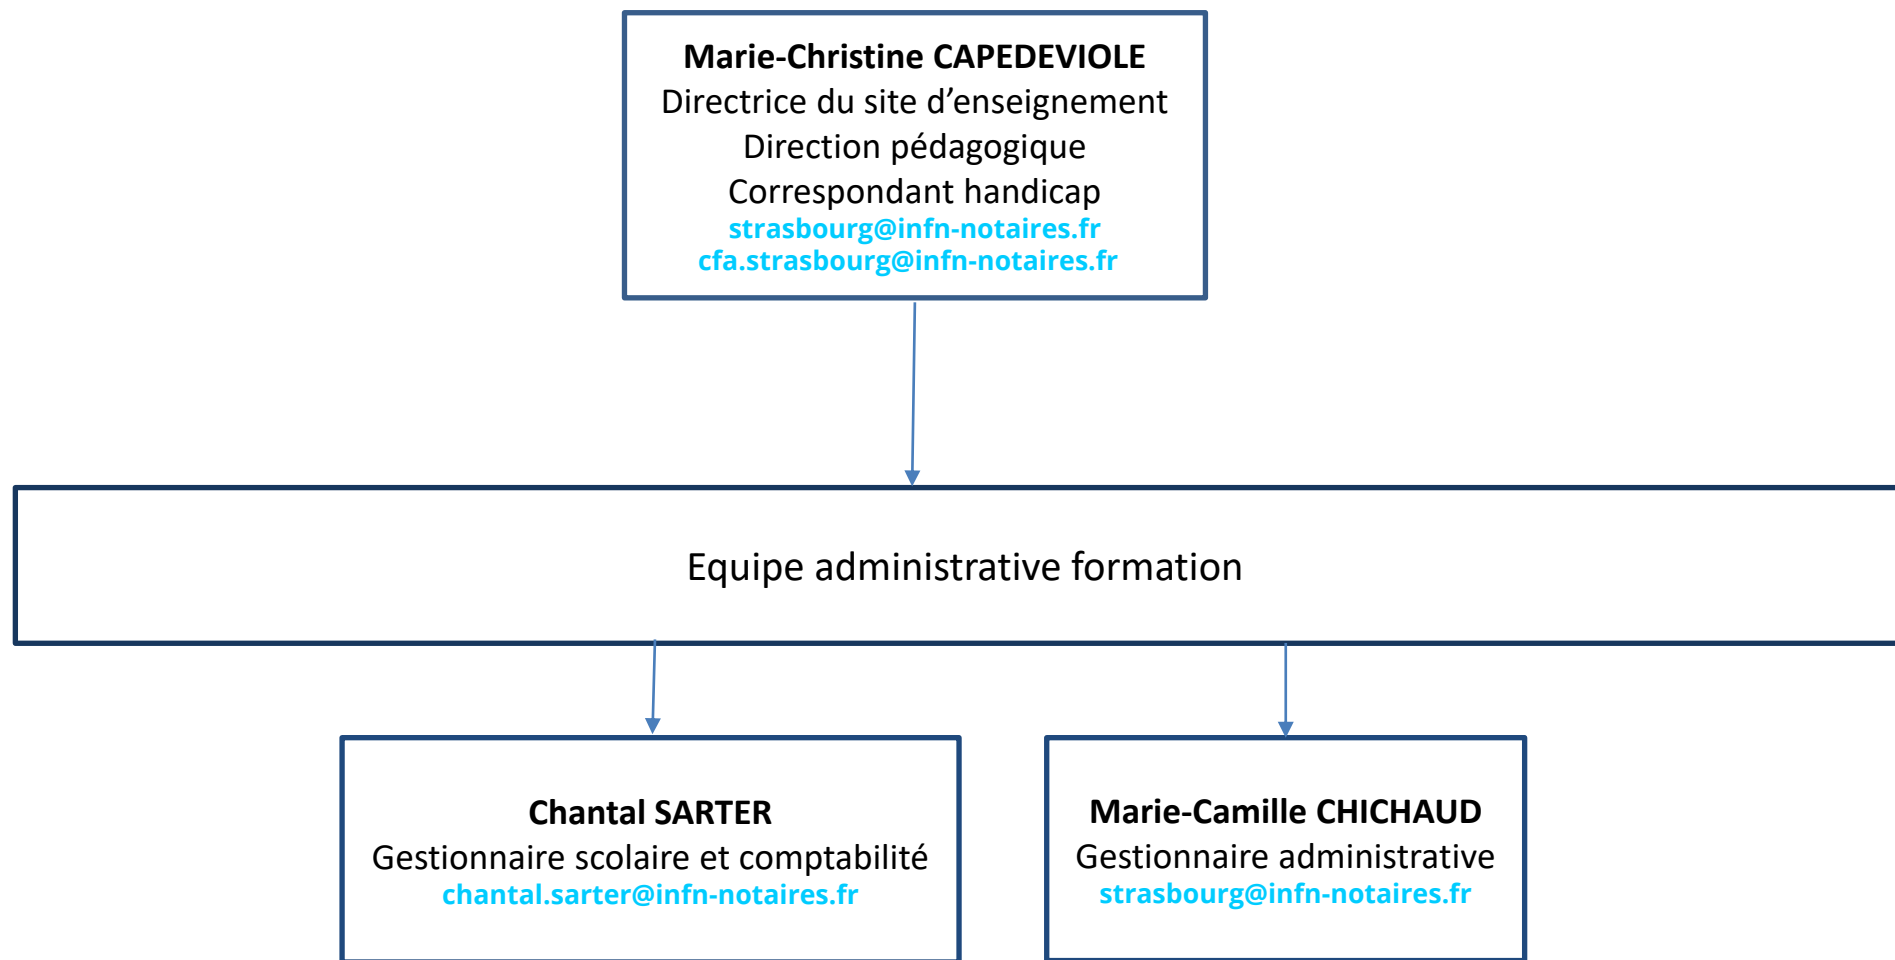 Marie-Christine CAPEDEVIOLE
Directrice du site d’enseignement
Direction pédagogique
Correspondant handicap
strasbourg@infn-notaires.fr
cfa.strasbourg@infn-notaires.fr
Equipe administrative formation
Chantal SARTER
Gestionnaire scolaire et comptabilité
chantal.sarter@infn-notaires.fr
Marie-Camille CHICHAUD
Gestionnaire administrative
strasbourg@infn-notaires.fr